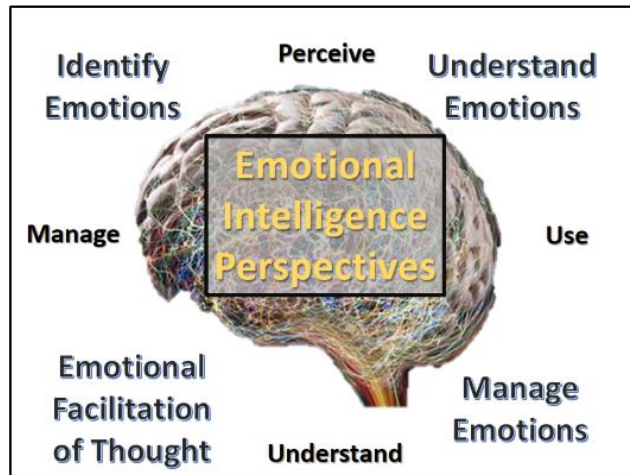 Perceive
Identify
Emotions
Understand
Emotions
Emotional
Intelligence
Perspectives
Manage
Use
Emotional
Facilitation
of Thought
Manage
Emotions
Understand